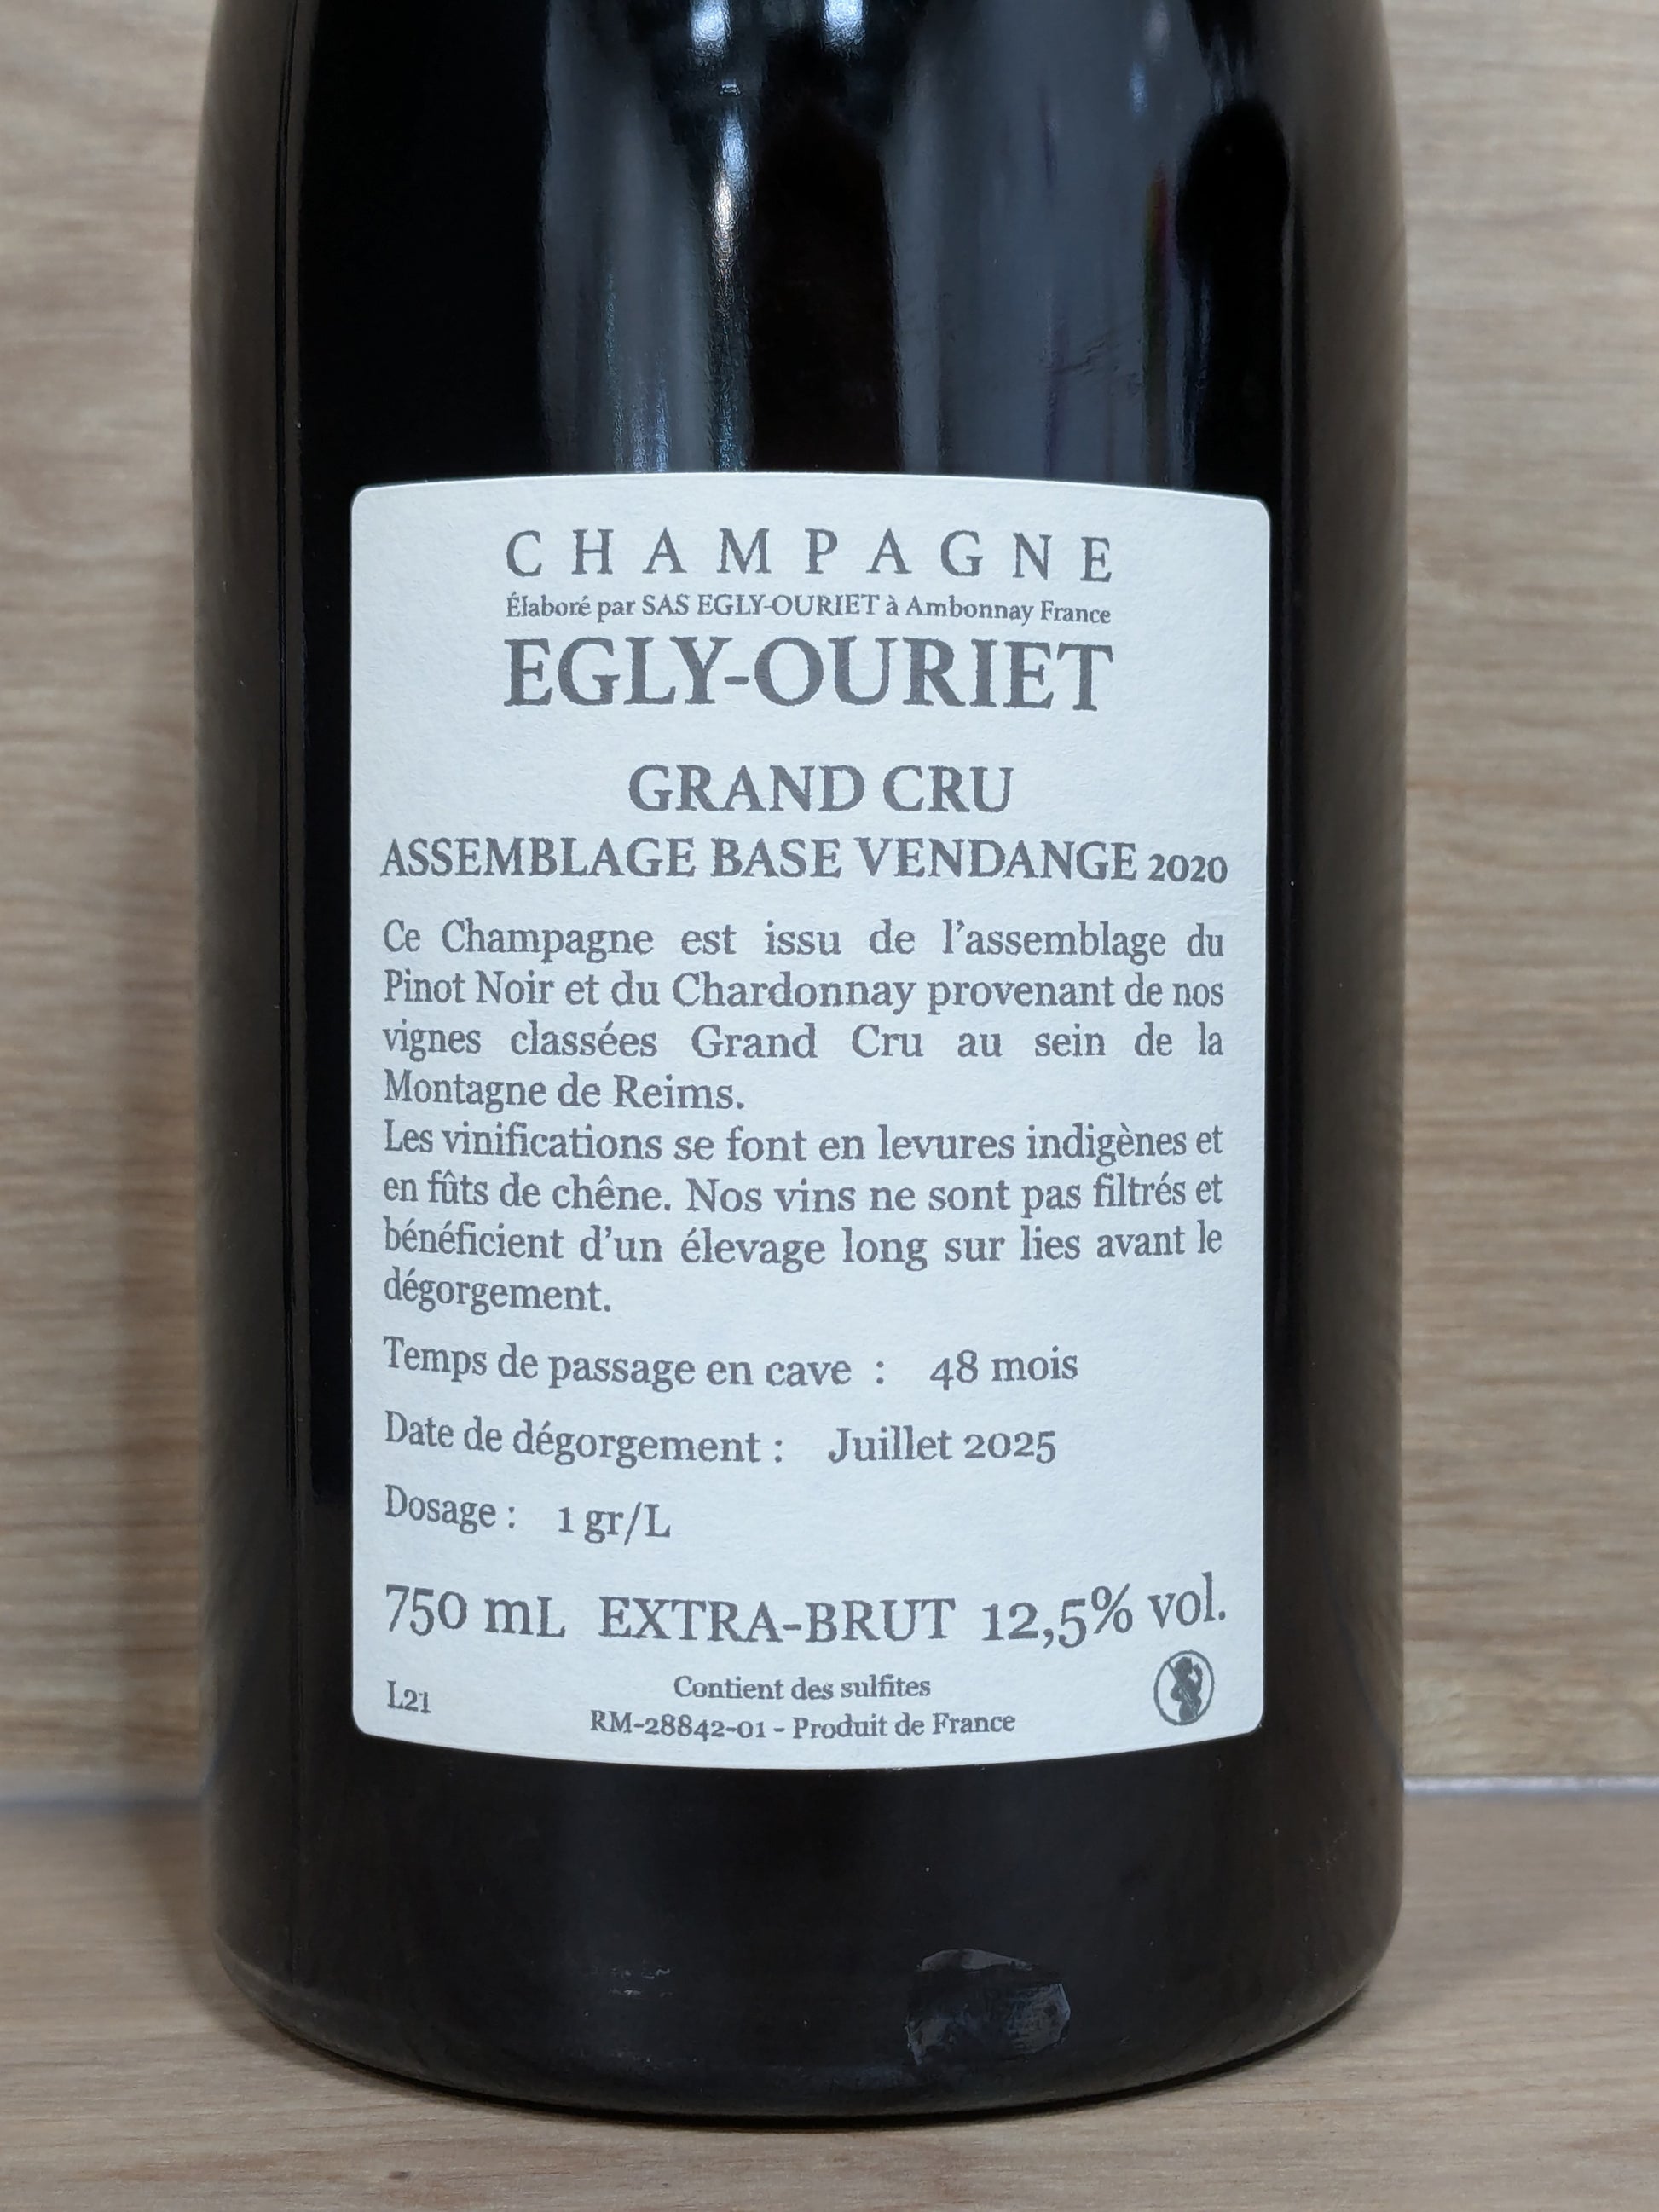 CHAMPAGNE
Élaboré par SAS EGLY-OURIET à Ambonnay France
EGLY-OURIET
GRAND CRU
ASSEMBLAGE BASE VENDANGE 2020
Ce Champagne est issu de l'assemblage du
Pinot Noir et du Chardonnay provenant de nos
vignes classées Grand Cru au sein de la
Montagne de Reims.
Les vinifications se font en levures indigènes et
en fûts de chêne. Nos vins ne sont pas filtrés et
bénéficient d'un élevage long sur lies avant le
dégorgement.
Temps de passage en cave : 48 mois
Date de dégorgement : Juillet 2025
Dosage : 1 gr/L
750 mL EXTRA-BRUT 12,5% vol.
Contient des sulfites
L21
RM-28842-01 - Produit de France